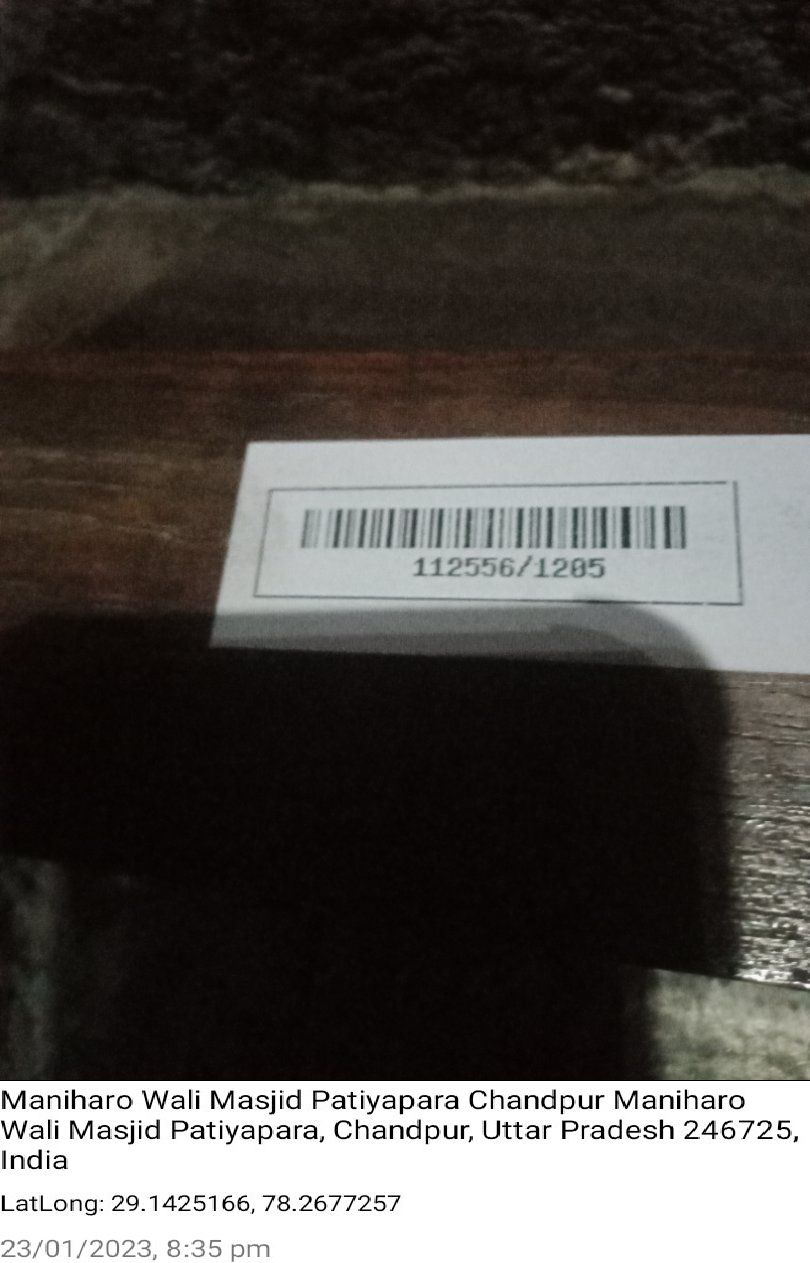 112556/1205
Maniharo Wali Masjid Patiyapara Chandpur Maniharo
Wali Masjid Patiyapara, Chandpur, Uttar Pradesh 246725,
India
LatLong: 29.1425166, 78.2677257
23/01/2023, 8:35 pm